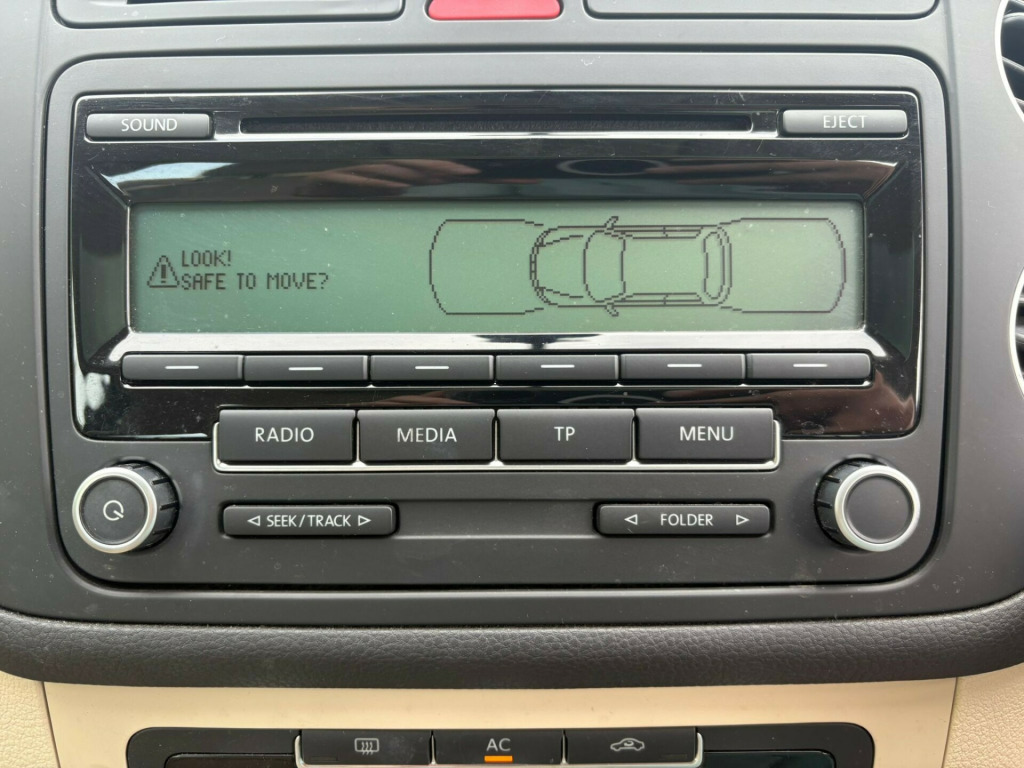 SOUND
EJECT
LOOK!
SAFE TO MOVE?
RADIO
MEDIA
TP
MENU
SEEK/TRACK
FOLDER
AC